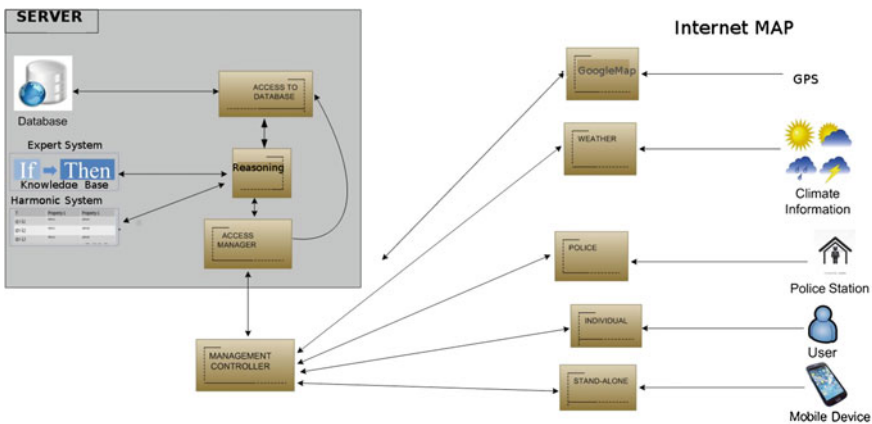 SERVER
Internet MAP
Database
ACCESS TO
DATABASE
GoogleMap
GPS
Expert System
If Then
Knowledge Base
Reasoning
WEATHER
Climate
Information
Harmonic System
ACCESS
MANAGER
POLICE
Police Station
INDIVIDUAL
User
MANAGEMENT
CONTROLLER
STAND-ALONE
Mobile Device